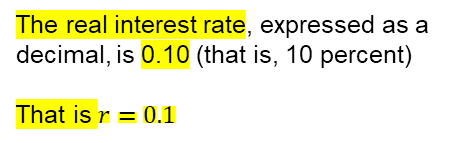 The real interest rate, expressed as a
decimal, is 0.10 (that is, 10 percent)
That is r = 0.1